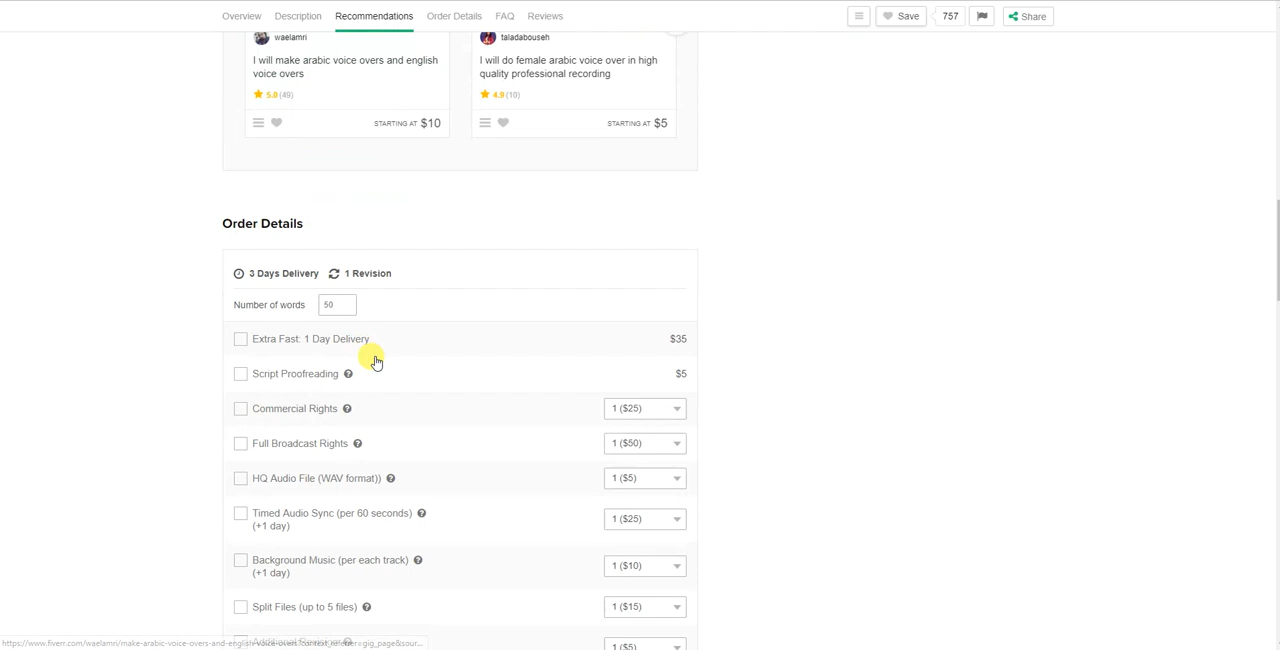 Overview Description Recommendations Order Details FAQ Reviews Save 757 Share
waelamri
I will make arabic voice overs and english
voice overs
5.0 (49)
STARTING AT $10
taladabouseh
I will do female arabic voice over in high
quality professional recording
4.9 (10)
STARTING AT $5
Order Details
3 Days Delivery 1 Revision
Number of words 50
Extra Fast: 1 Day Delivery $35
Script Proofreading $5
Commercial Rights 1 ($25)
Full Broadcast Rights 1 ($50)
HQ Audio File (WAV format)) 1 ($5)
Timed Audio Sync (per 60 seconds)
(+1 day) 1 ($25)
Background Music (per each track)
(+1 day) 1 ($10)
Split Files (up to 5 files) 1 ($15)
1 ($5)